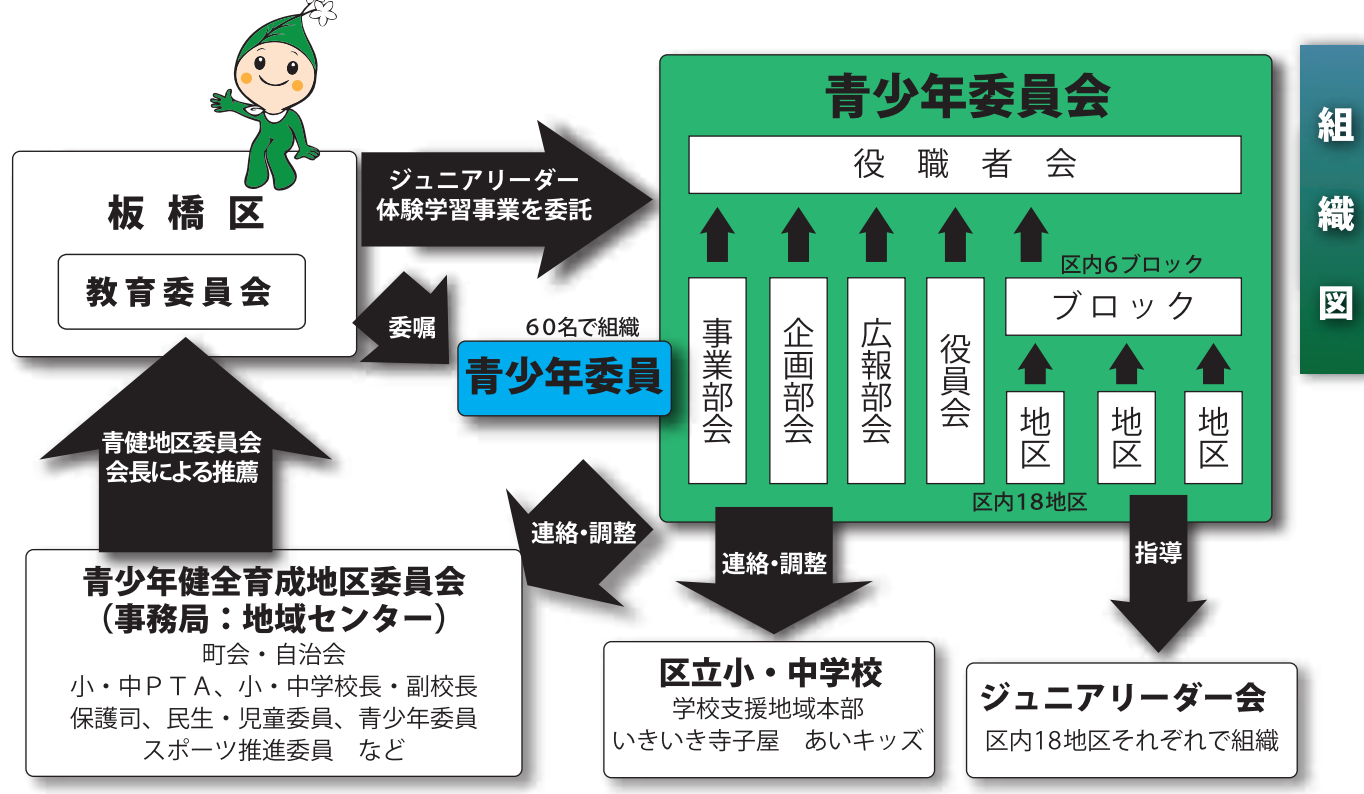 組織図
板橋区
教育委員会
ジュニアリーダー
体験学習事業を委託
委嘱
60名で組織
青少年委員
青少年委員会
役職者会
事業部会
企画部会
広報部会
役員会
区内6ブロック
ブロック
地区
地区
地区
区内18地区
青健地区委員会
会長による推薦
連絡・調整
連絡・調整
指導
青少年健全育成地区委員会
（事務局：地域センター）
町会・自治会
小・中ＰＴＡ、小・中学校長・副校長
保護司、民生・児童委員、青少年委員
スポーツ推進委員　など
区立小・中学校
学校支援地域本部
いきいき寺子屋　あいキッズ
ジュニアリーダー会
区内18地区それぞれで組織